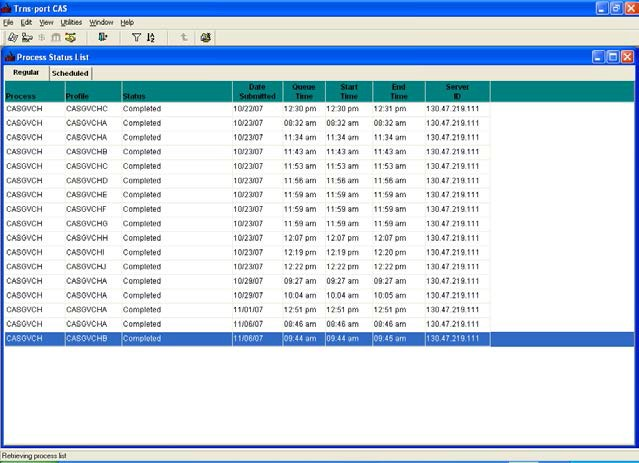 Trns·port CAS
File Edit View Utilities Window Help
Process Status List
Regular Scheduled
Process Profile Status Date Submitted Queue Time Start Time End Time Server ID
CASGVCH CASGVCHC Completed 10/22/07 12:30 pm 12:30 pm 12:31 pm 130.47.219.111
CASGVCH CASGVCHA Completed 10/23/07 08:32 am 08:32 am 08:32 am 130.47.219.111
CASGVCH CASGVCHA Completed 10/23/07 11:34 am 11:34 am 11:34 am 130.47.219.111
CASGVCH CASGVCHB Completed 10/23/07 11:43 am 11:43 am 11:43 am 130.47.219.111
CASGVCH CASGVCHC Completed 10/23/07 11:53 am 11:53 am 11:53 am 130.47.219.111
CASGVCH CASGVCHD Completed 10/23/07 11:56 am 11:56 am 11:56 am 130.47.219.111
CASGVCH CASGVCHE Completed 10/23/07 11:59 am 11:59 am 11:59 am 130.47.219.111
CASGVCH CASGVCHF Completed 10/23/07 11:59 am 11:59 am 11:59 am 130.47.219.111
CASGVCH CASGVCHG Completed 10/23/07 11:59 am 11:59 am 11:59 am 130.47.219.111
CASGVCH CASGVCHH Completed 10/23/07 12:07 pm 12:07 pm 12:07 pm 130.47.219.111
CASGVCH CASGVCHI Completed 10/23/07 12:19 pm 12:19 pm 12:20 pm 130.47.219.111
CASGVCH CASGVCHJ Completed 10/23/07 12:22 pm 12:22 pm 12:22 pm 130.47.219.111
CASGVCH CASGVCHA Completed 10/29/07 09:27 am 09:27 am 09:27 am 130.47.219.111
CASGVCH CASGVCHA Completed 10/29/07 10:04 am 10:04 am 10:05 am 130.47.219.111
CASGVCH CASGVCHA Completed 11/01/07 12:51 pm 12:51 pm 12:51 pm 130.47.219.111
CASGVCH CASGVCHA Completed 11/06/07 08:46 am 08:46 am 08:46 am 130.47.219.111
CASGVCH CASGVCHB Completed 11/06/07 09:44 am 09:44 am 09:45 am 130.47.219.111
Retrieving process list